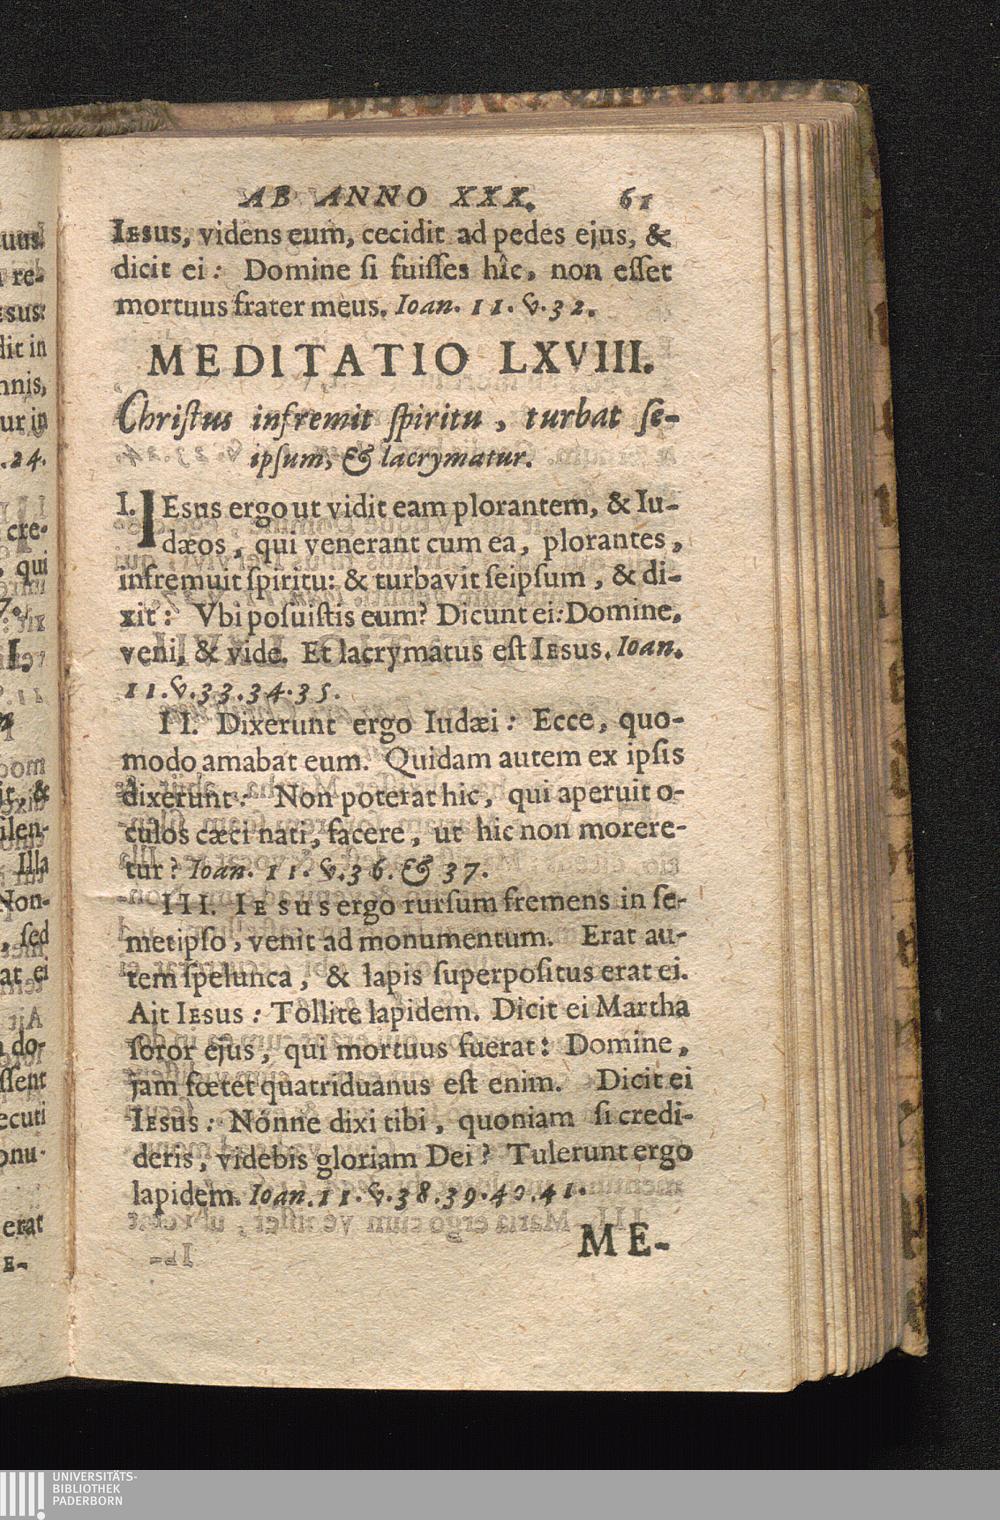 AB ANNO XXX. 61
IESUS, videns eum, cecidit ad pedes ejus, &
dicit ei: Domine ſi fuiſſes hîc, non eſſet
mortuus frater meus. Ioan. 11. v. 32.
MEDITATIO LXVIII.
Chriſtus infremit ſpiritu, turbat ſe-
ipſum, & lacrymatur.
I. IEsus ergo ut vidit eam plorantem, & Iu-
dæos, qui venerant cum ea, plorantes,
infremuit ſpiritu: & turbavit ſeipſum, & di-
xit: Vbi poſuiſtis eum? Dicunt ei: Domine,
veni, & vide. Et lacrymatus eſt IESUS. Ioan.
11. v. 33. 34. 35.
II. Dixerunt ergo Iudæi: Ecce, quo-
modo amabat eum. Quidam autem ex ipſis
dixerunt: Non poterat hic, qui aperuit o-
culos cæci nati, facere, ut hic non morere-
tur? Ioan. 11. v. 36. & 37.
III. IESUS ergo rurſum fremens in ſe-
metipſo, venit ad monumentum. Erat au-
tem ſpelunca, & lapis ſuperpoſitus erat ei.
Ait IESUS: Tollite lapidem. Dicit ei Martha
ſoror ejus, qui mortuus fuerat: Domine,
jam fœtet quatriduanus eſt enim. Dicit ei
IESUS: Nónne dixi tibi, quoniam ſi credi-
deris, videbis gloriam Dei? Tulerunt ergo
lapidem. Ioan. 11. v. 38. 39. 40. 41.
ME-
UNIVERSITÄTS-
BIBLIOTHEK
PADERBORN